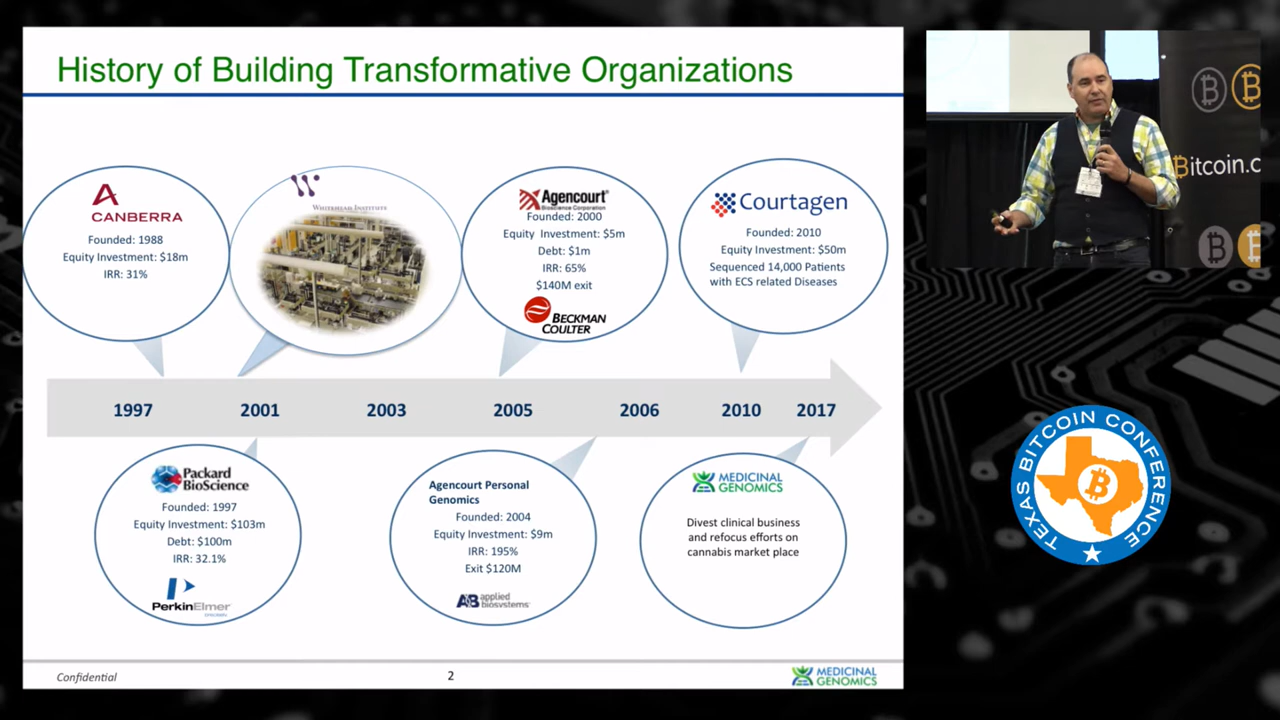 History of Building Transformative Organizations
CANBERRA
Founded: 1988
Equity Investment: $18m
IRR: 31%
WHITEHEAD INSTITUTE
Agencourt
Bioscience Corporation
Founded: 2000
Equity Investment: $5m
Debt: $1m
IRR: 65%
$140M exit
BECKMAN
COULTER
Courtagen
Founded: 2010
Equity Investment: $50m
Sequenced 14,000 Patients
with ECS related Diseases
1997 2001 2003 2005 2006 2010 2017
Packard
BioScience
Founded: 1997
Equity Investment: $103m
Debt: $100m
IRR: 32.1%
PerkinElmer
Agencourt Personal
Genomics
Founded: 2004
Equity Investment: $9m
IRR: 195%
Exit $120M
AB applied
biosystems
MEDICINAL
GENOMICS
Divest clinical business
and refocus efforts on
cannabis market place
Confidential
2
MEDICINAL
GENOMICS
Bitcoin.c
TEXAS BITCOIN CONFERENCE